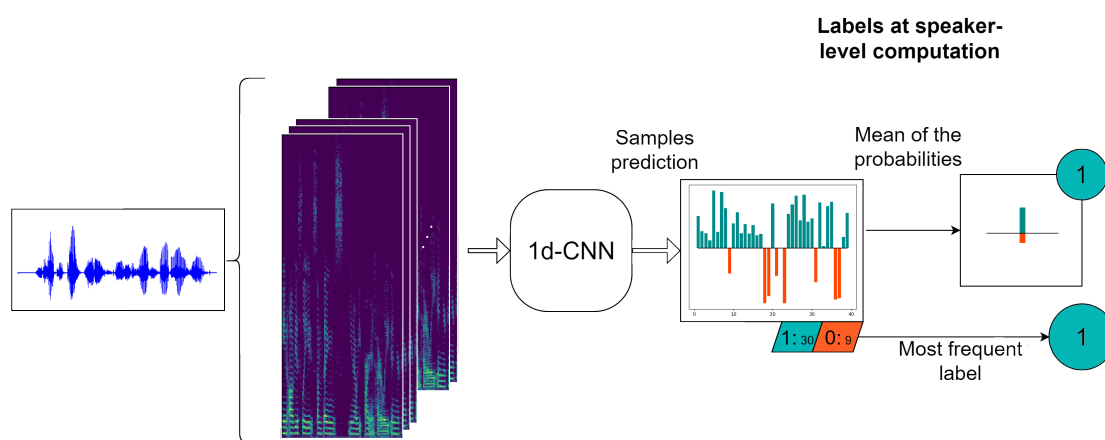 Labels at speaker-
level computation
Samples
prediction
Mean of the
probabilities
1
1d-CNN
0 10 20 30 40
1: 30 0: 9
Most frequent
label
1